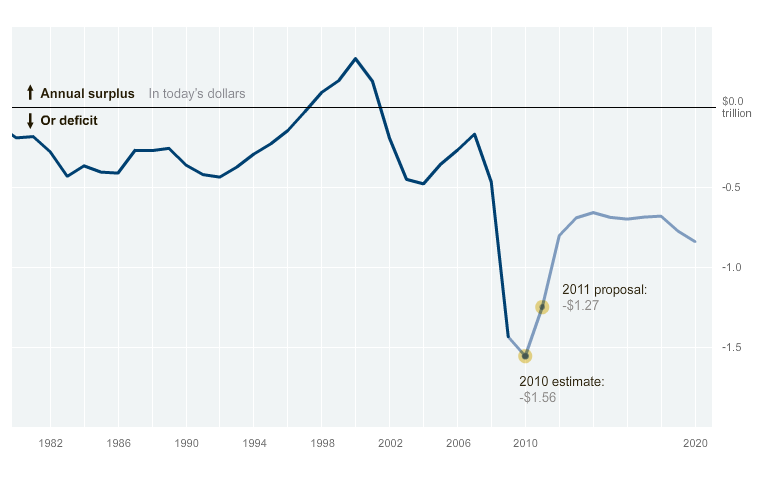 Annual surplus In today's dollars
$0.0
trillion
Or deficit
-0.5
-1.0
2011 proposal:
-$1.27
-1.5
2010 estimate:
-$1.56
1982 1986 1990 1994 1998 2002 2006 2010 2020